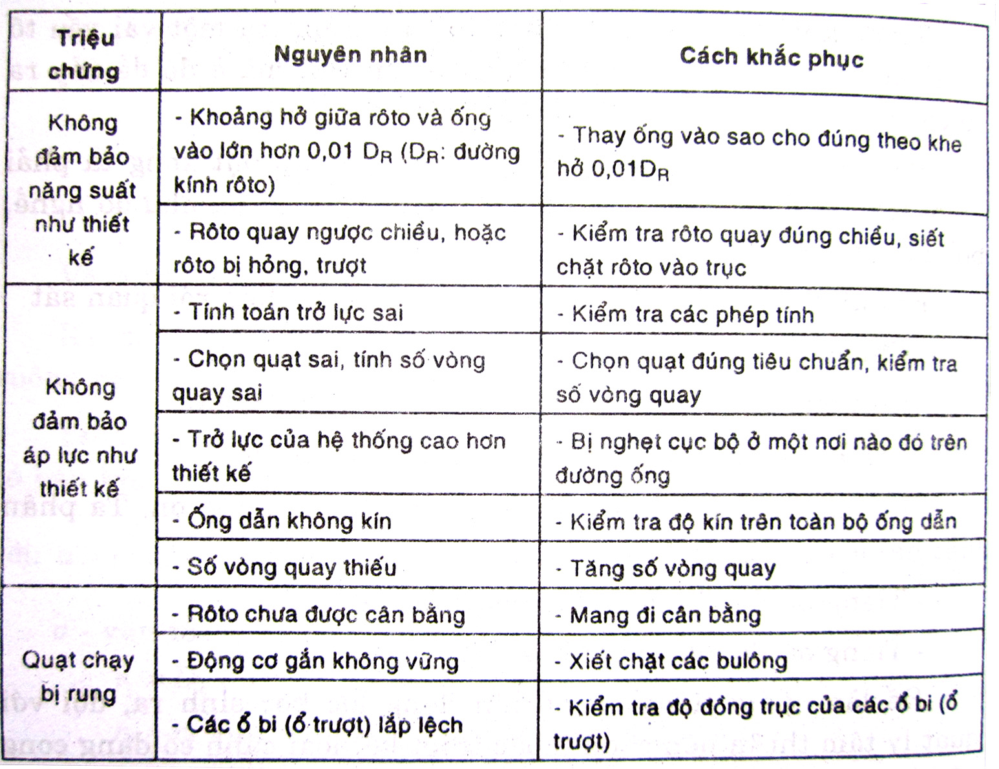 Triệu
chứng
Nguyên nhân
Cách khắc phục
Không
đảm bảo
năng suất
như thiết
kế
- Khoảng hở giữa rôto và ống
vào lớn hơn 0,01 DR (DR: đường
kính rôto)
- Thay ống vào sao cho đúng theo khe
hở 0,01DR
- Rôto quay ngược chiều, hoặc
rôto bị hỏng, trượt
- Kiểm tra rôto quay đúng chiều, siết
chặt rôto vào trục
Không
đảm bảo
áp lực như
thiết kế
- Tính toán trở lực sai
- Kiểm tra các phép tính
- Chọn quạt sai, tính số vòng
quay sai
- Chọn quạt đúng tiêu chuẩn, kiểm tra
số vòng quay
- Trở lực của hệ thống cao hơn
thiết kế
- Bị nghẹt cục bộ ở một nơi nào đó trên
đường ống
- Ống dẫn không kín
- Kiểm tra độ kín trên toàn bộ ống dẫn
- Số vòng quay thiếu
- Tăng số vòng quay
Quạt chạy
bị rung
- Rôto chưa được cân bằng
- Mang đi cân bằng
- Động cơ gắn không vững
- Xiết chặt các bulông
- Các ổ bi (ổ trượt) lắp lệch
- Kiểm tra độ đồng trục của các ổ bi (ổ
trượt)